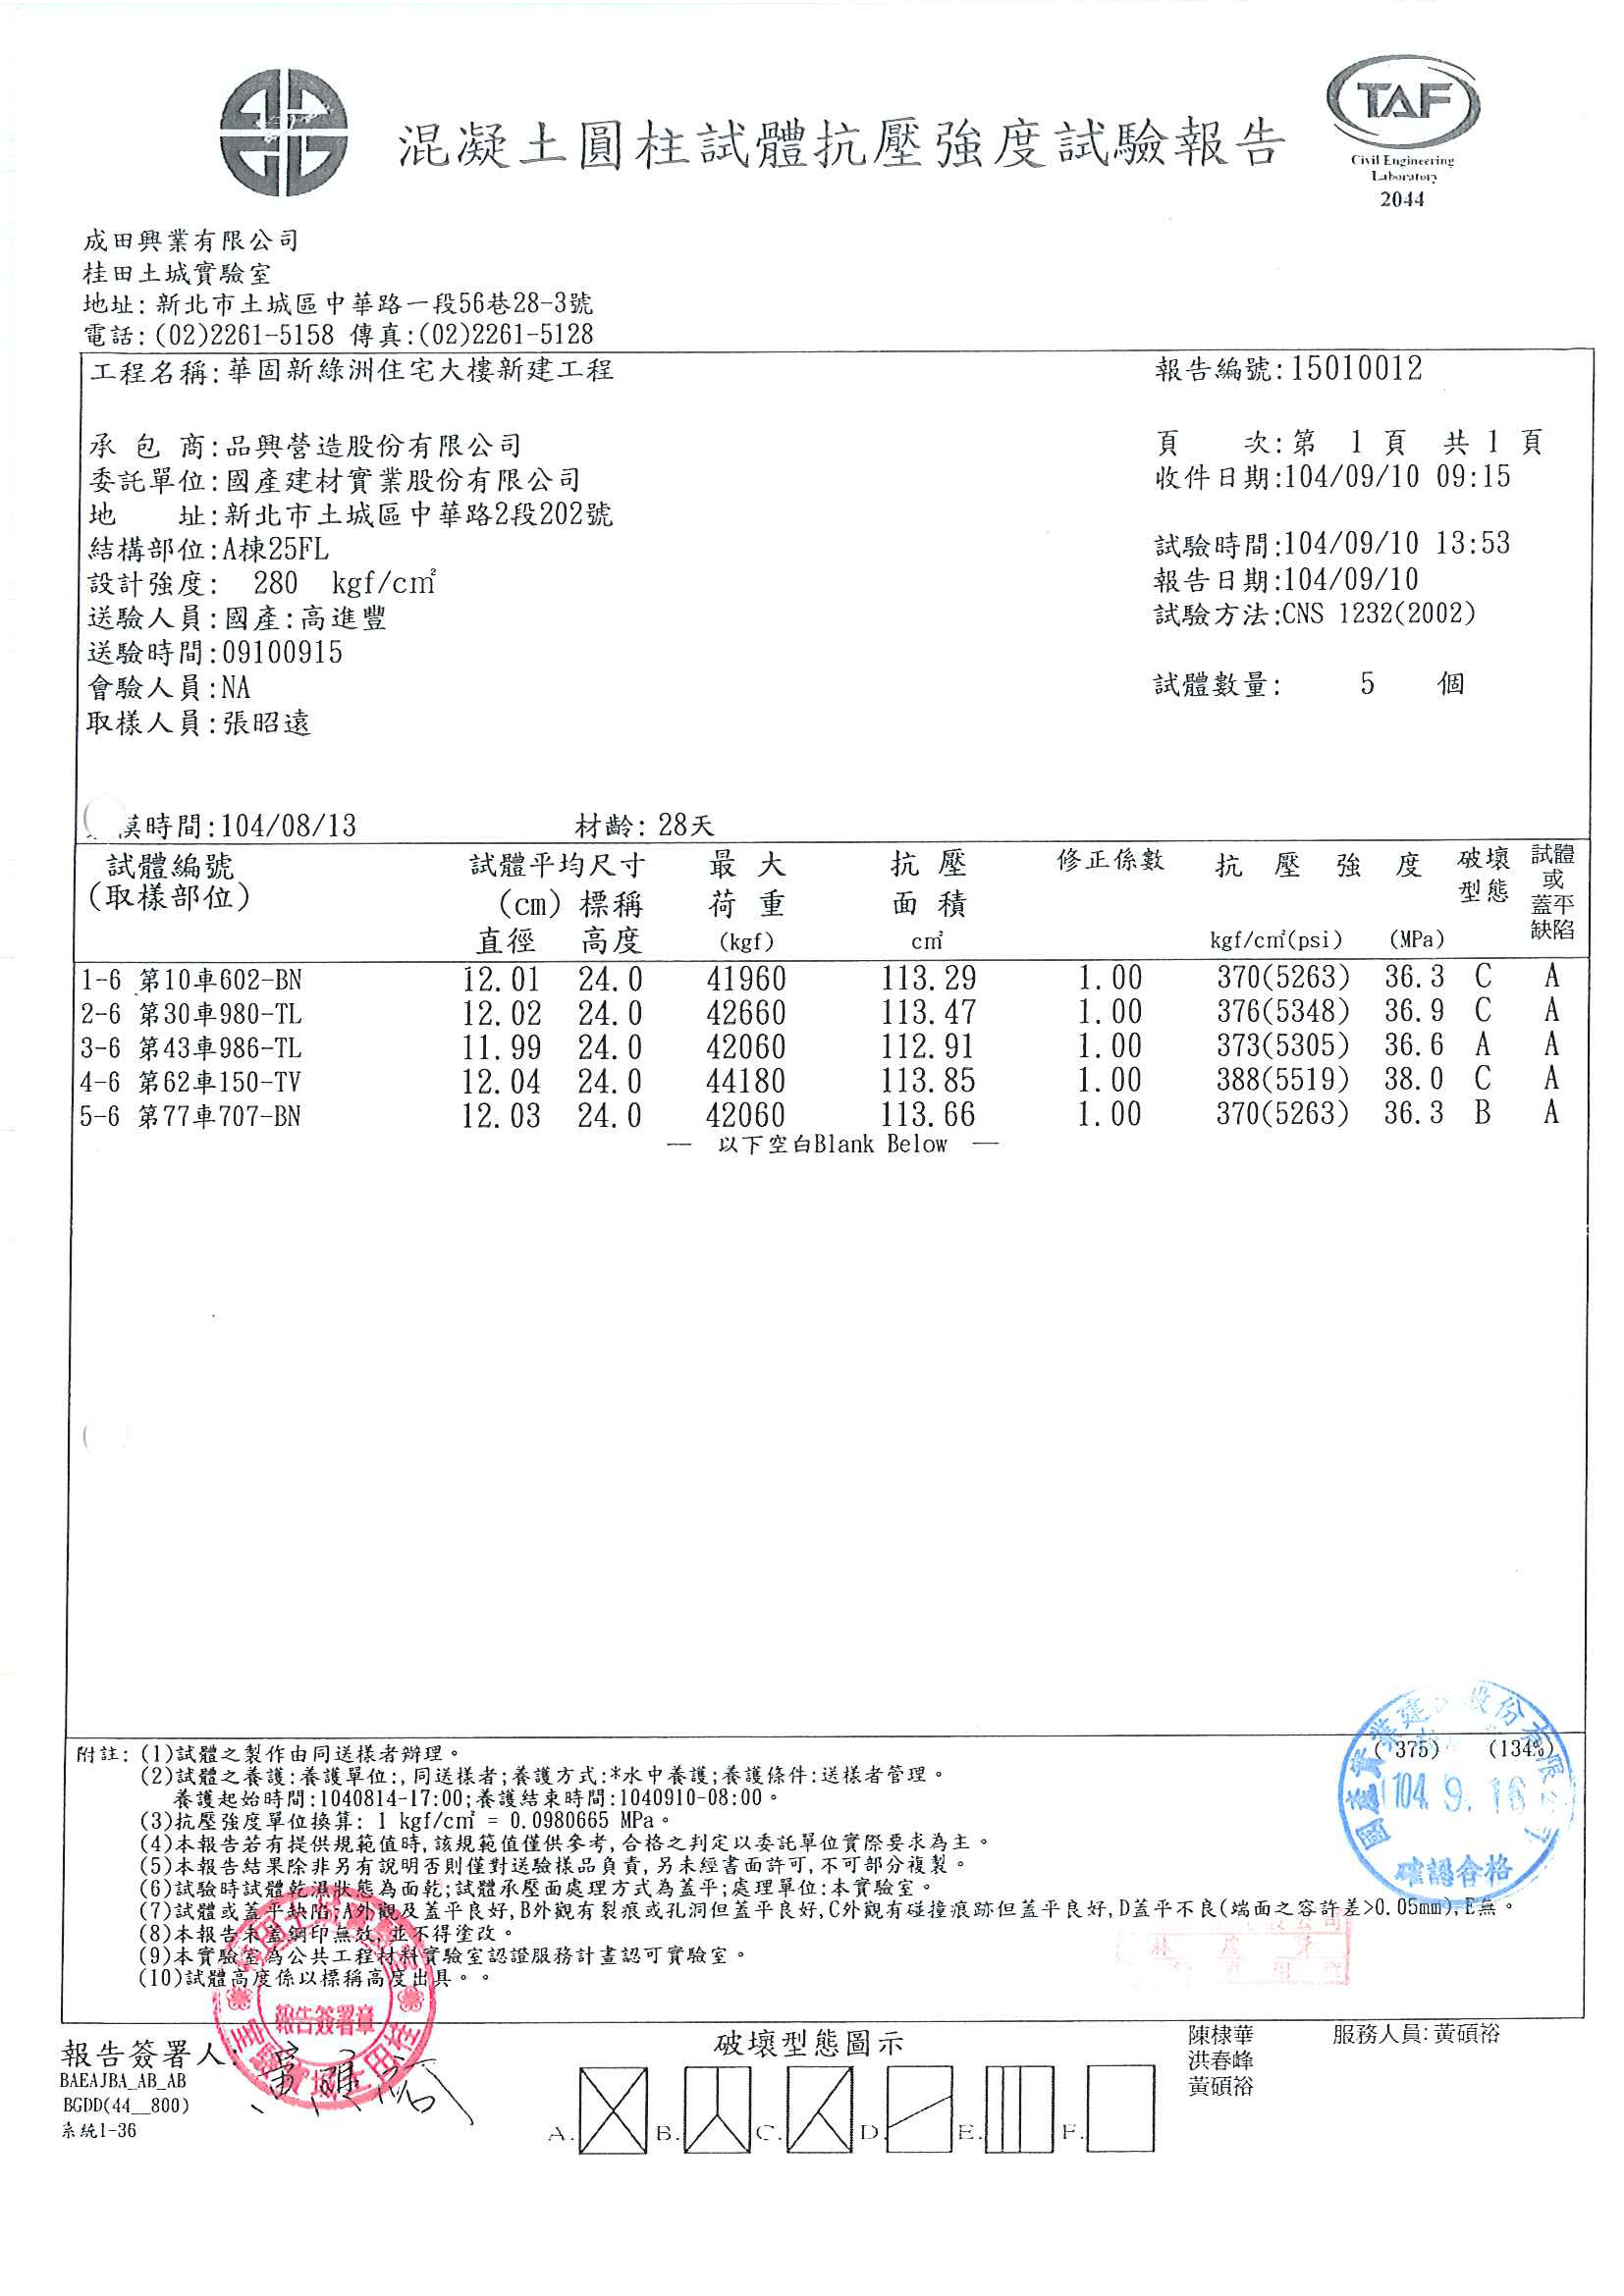 混凝土圓柱試體抗壓強度試驗報告
TAF
Civil Engineering
Laboratory
2044
成田興業有限公司
桂田土城實驗室
地址: 新北市土城區中華路一段56巷28-3號
電話: (02)2261-5158 傳真:(02)2261-5128
工程名稱:華固新綠洲住宅大樓新建工程 報告編號:15010012
承 包 商:品興營造股份有限公司 頁 次:第 1 頁 共 1 頁
委託單位:國產建材實業股份有限公司 收件日期:104/09/10 09:15
地 址:新北市土城區中華路2段202號
結構部位:A棟25FL 試驗時間:104/09/10 13:53
設計強度: 280 kgf/c㎡ 報告日期:104/09/10
送驗人員:國產:高進豐 試驗方法:CNS 1232(2002)
送驗時間:09100915
會驗人員:NA 試體數量: 5 個
取樣人員:張昭遠
模時間:104/08/13 材齡: 28天
試體編號 試體平均尺寸 最 大 抗 壓 修正係數 抗 壓 強 度 破壞 試體
(取樣部位) (cm) 標稱 荷 重 面 積 型態 或
蓋平
直徑 高度 (kgf) c㎡ kgf/c㎡(psi) (MPa) 缺陷
1-6 第10車602-BN 12.01 24.0 41960 113.29 1.00 370(5263) 36.3 C A
2-6 第30車980-TL 12.02 24.0 42660 113.47 1.00 376(5348) 36.9 C A
3-6 第43車986-TL 11.99 24.0 42060 112.91 1.00 373(5305) 36.6 A A
4-6 第62車150-TV 12.04 24.0 44180 113.85 1.00 388(5519) 38.0 C A
5-6 第77車707-BN 12.03 24.0 42060 113.66 1.00 370(5263) 36.3 B A
— 以下空白Blank Below —
附註: (1)試體之製作由同送樣者辦理。 ( 375) (134%)
(2)試體之養護:養護單位:,同送樣者;養護方式:*水中養護;養護條件:送樣者管理。
養護起始時間:1040814-17:00;養護結束時間:1040910-08:00。
(3)抗壓強度單位換算: 1 kgf/c㎡ = 0.0980665 MPa。
(4)本報告若有提供規範值時,該規範值僅供參考,合格之判定以委託單位實際要求為主。
(5)本報告結果除非另有說明否則僅對送驗樣品負責,另未經書面許可,不可部分複製。
(6)試驗時試體乾濕狀態為面乾;試體承壓面處理方式為蓋平;處理單位:本實驗室。
(7)試體或蓋平缺陷:A外觀及蓋平良好,B外觀有裂痕或孔洞但蓋平良好,C外觀有碰撞痕跡但蓋平良好,D蓋平不良(端面之容許差>0.05mm),E無。
(8)本報告未蓋鋼印無效,並不得塗改。
(9)本實驗室為公共工程材料實驗室認證服務計畫認可實驗室。
(10)試體高度係以標稱高度出具。。
104. 9. 16
確認合格
報告簽署章
報告簽署人: 破壞型態圖示 陳棣華 服務人員:黃碩裕
BAEAJBA_AB_AB 洪春峰
BGDD(44__800) 黃碩裕
系統1-36
A. B. C. D. E. F.